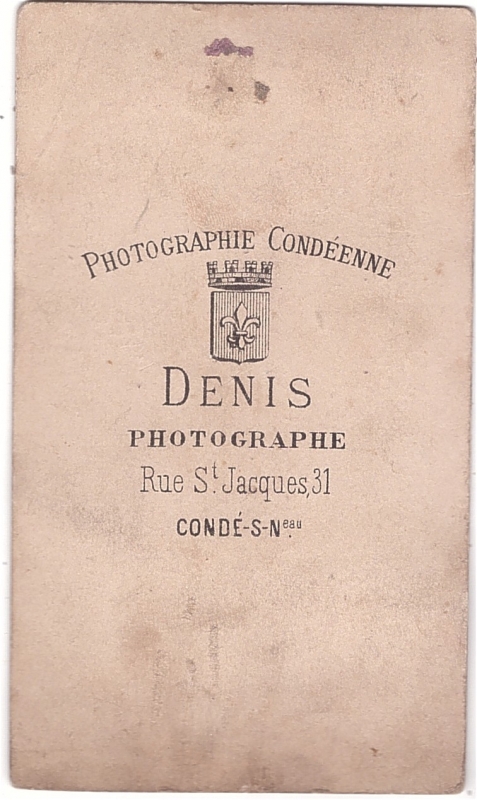 PHOTOGRAPHIE CONDÉENNE
DENIS
PHOTOGRAPHE
Rue St. Jacques, 31
CONDÉ-S-Neau.